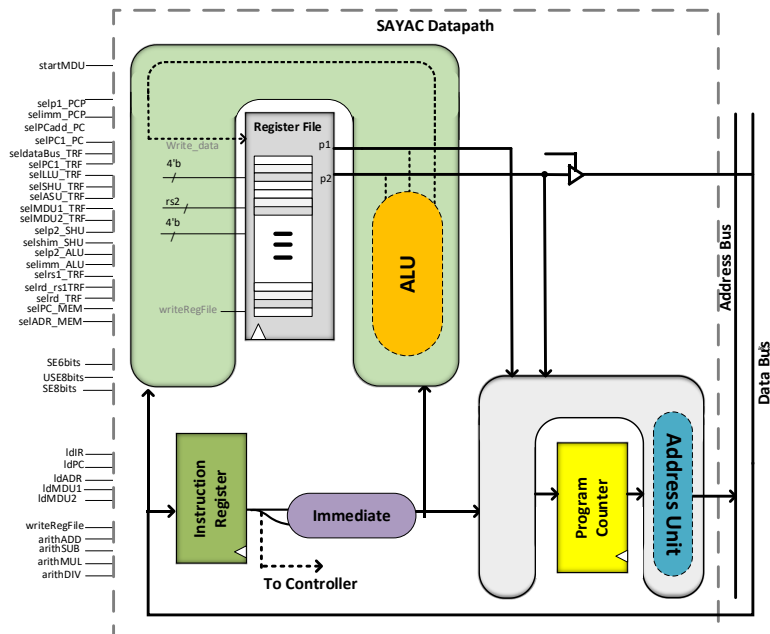 SAYAC Datapath
startMDU
selp1_PCP
selimm_PCP
selPCadd_PC
selPC1_PC
seldataBus_TRF
selPC1_TRF
selLLU_TRF
selSHU_TRF
selASU_TRF
selMDU1_TRF
selMDU2_TRF
selp2_SHU
selshim_SHU
selp2_ALU
selimm_ALU
selrs1_TRF
selrd_rs1TRF
selrd_TRF
selPC_MEM
selADR_MEM
SE6bits
USE8bits
SE8bits
ldIR
ldPC
ldADR
ldMDU1
ldMDU2
writeRegFile
arithADD
arithSUB
arithMUL
arithDIV
Register File
Write_data
p1
p2
4'b
rs2
4'b
writeRegFile
ALU
Address Bus
Data Bus
Instruction
Register
Immediate
To Controller
Program
Counter
Address Unit